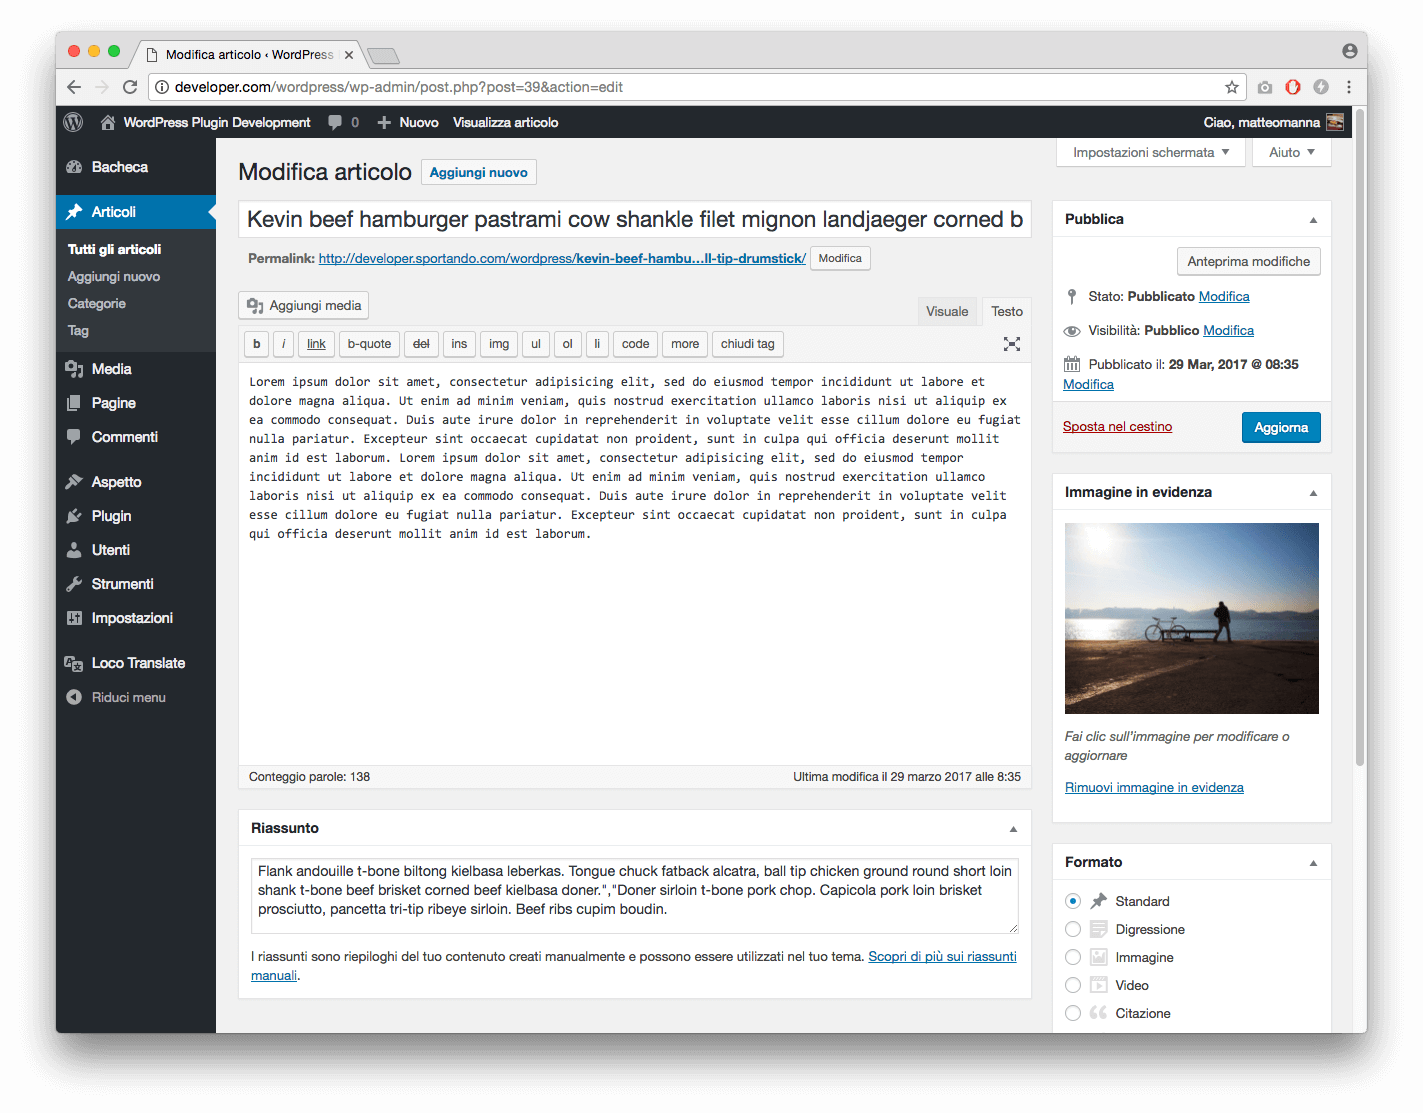 Modifica articolo ‹ WordPress
developer.com/wordpress/wp-admin/post.php?post=39&action=edit
WordPress Plugin Development
0
Nuovo
Visualizza articolo
Ciao, matteomanna
Bacheca
Articoli
Tutti gli articoli
Aggiungi nuovo
Categorie
Tag
Media
Pagine
Commenti
Aspetto
Plugin
Utenti
Strumenti
Impostazioni
Loco Translate
Riduci menu
Impostazioni schermata
Aiuto
Modifica articolo
Aggiungi nuovo
Kevin beef hamburger pastrami cow shankle filet mignon landjaeger corned b
Permalink: http://developer.sportando.com/wordpress/kevin-beef-hambu…ll-tip-drumstick/
Modifica
Aggiungi media
Visuale
Testo
b
i
link
b-quote
del
ins
img
ul
ol
li
code
more
chiudi tag
Lorem ipsum dolor sit amet, consectetur adipisicing elit, sed do eiusmod tempor incididunt ut labore et
dolore magna aliqua. Ut enim ad minim veniam, quis nostrud exercitation ullamco laboris nisi ut aliquip ex
ea commodo consequat. Duis aute irure dolor in reprehenderit in voluptate velit esse cillum dolore eu fugiat
nulla pariatur. Excepteur sint occaecat cupidatat non proident, sunt in culpa qui officia deserunt mollit
anim id est laborum. Lorem ipsum dolor sit amet, consectetur adipisicing elit, sed do eiusmod tempor
incididunt ut labore et dolore magna aliqua. Ut enim ad minim veniam, quis nostrud exercitation ullamco
laboris nisi ut aliquip ex ea commodo consequat. Duis aute irure dolor in reprehenderit in voluptate velit
esse cillum dolore eu fugiat nulla pariatur. Excepteur sint occaecat cupidatat non proident, sunt in culpa
qui officia deserunt mollit anim id est laborum.
Conteggio parole: 138
Ultima modifica il 29 marzo 2017 alle 8:35
Riassunto
Flank andouille t-bone biltong kielbasa leberkas. Tongue chuck fatback alcatra, ball tip chicken ground round short loin
shank t-bone beef brisket corned beef kielbasa doner.","Doner sirloin t-bone pork chop. Capicola pork loin brisket
prosciutto, pancetta tri-tip ribeye sirloin. Beef ribs cupim boudin.
I riassunti sono riepiloghi del tuo contenuto creati manualmente e possono essere utilizzati nel tuo tema. Scopri di più sui riassunti
manuali.
Pubblica
Anteprima modifiche
Stato: Pubblicato Modifica
Visibilità: Pubblico Modifica
Pubblicato il: 29 Mar, 2017 @ 08:35
Modifica
Sposta nel cestino
Aggiorna
Immagine in evidenza
Fai clic sull’immagine per modificare o
aggiornare
Rimuovi immagine in evidenza
Formato
Standard
Digressione
Immagine
Video
Citazione